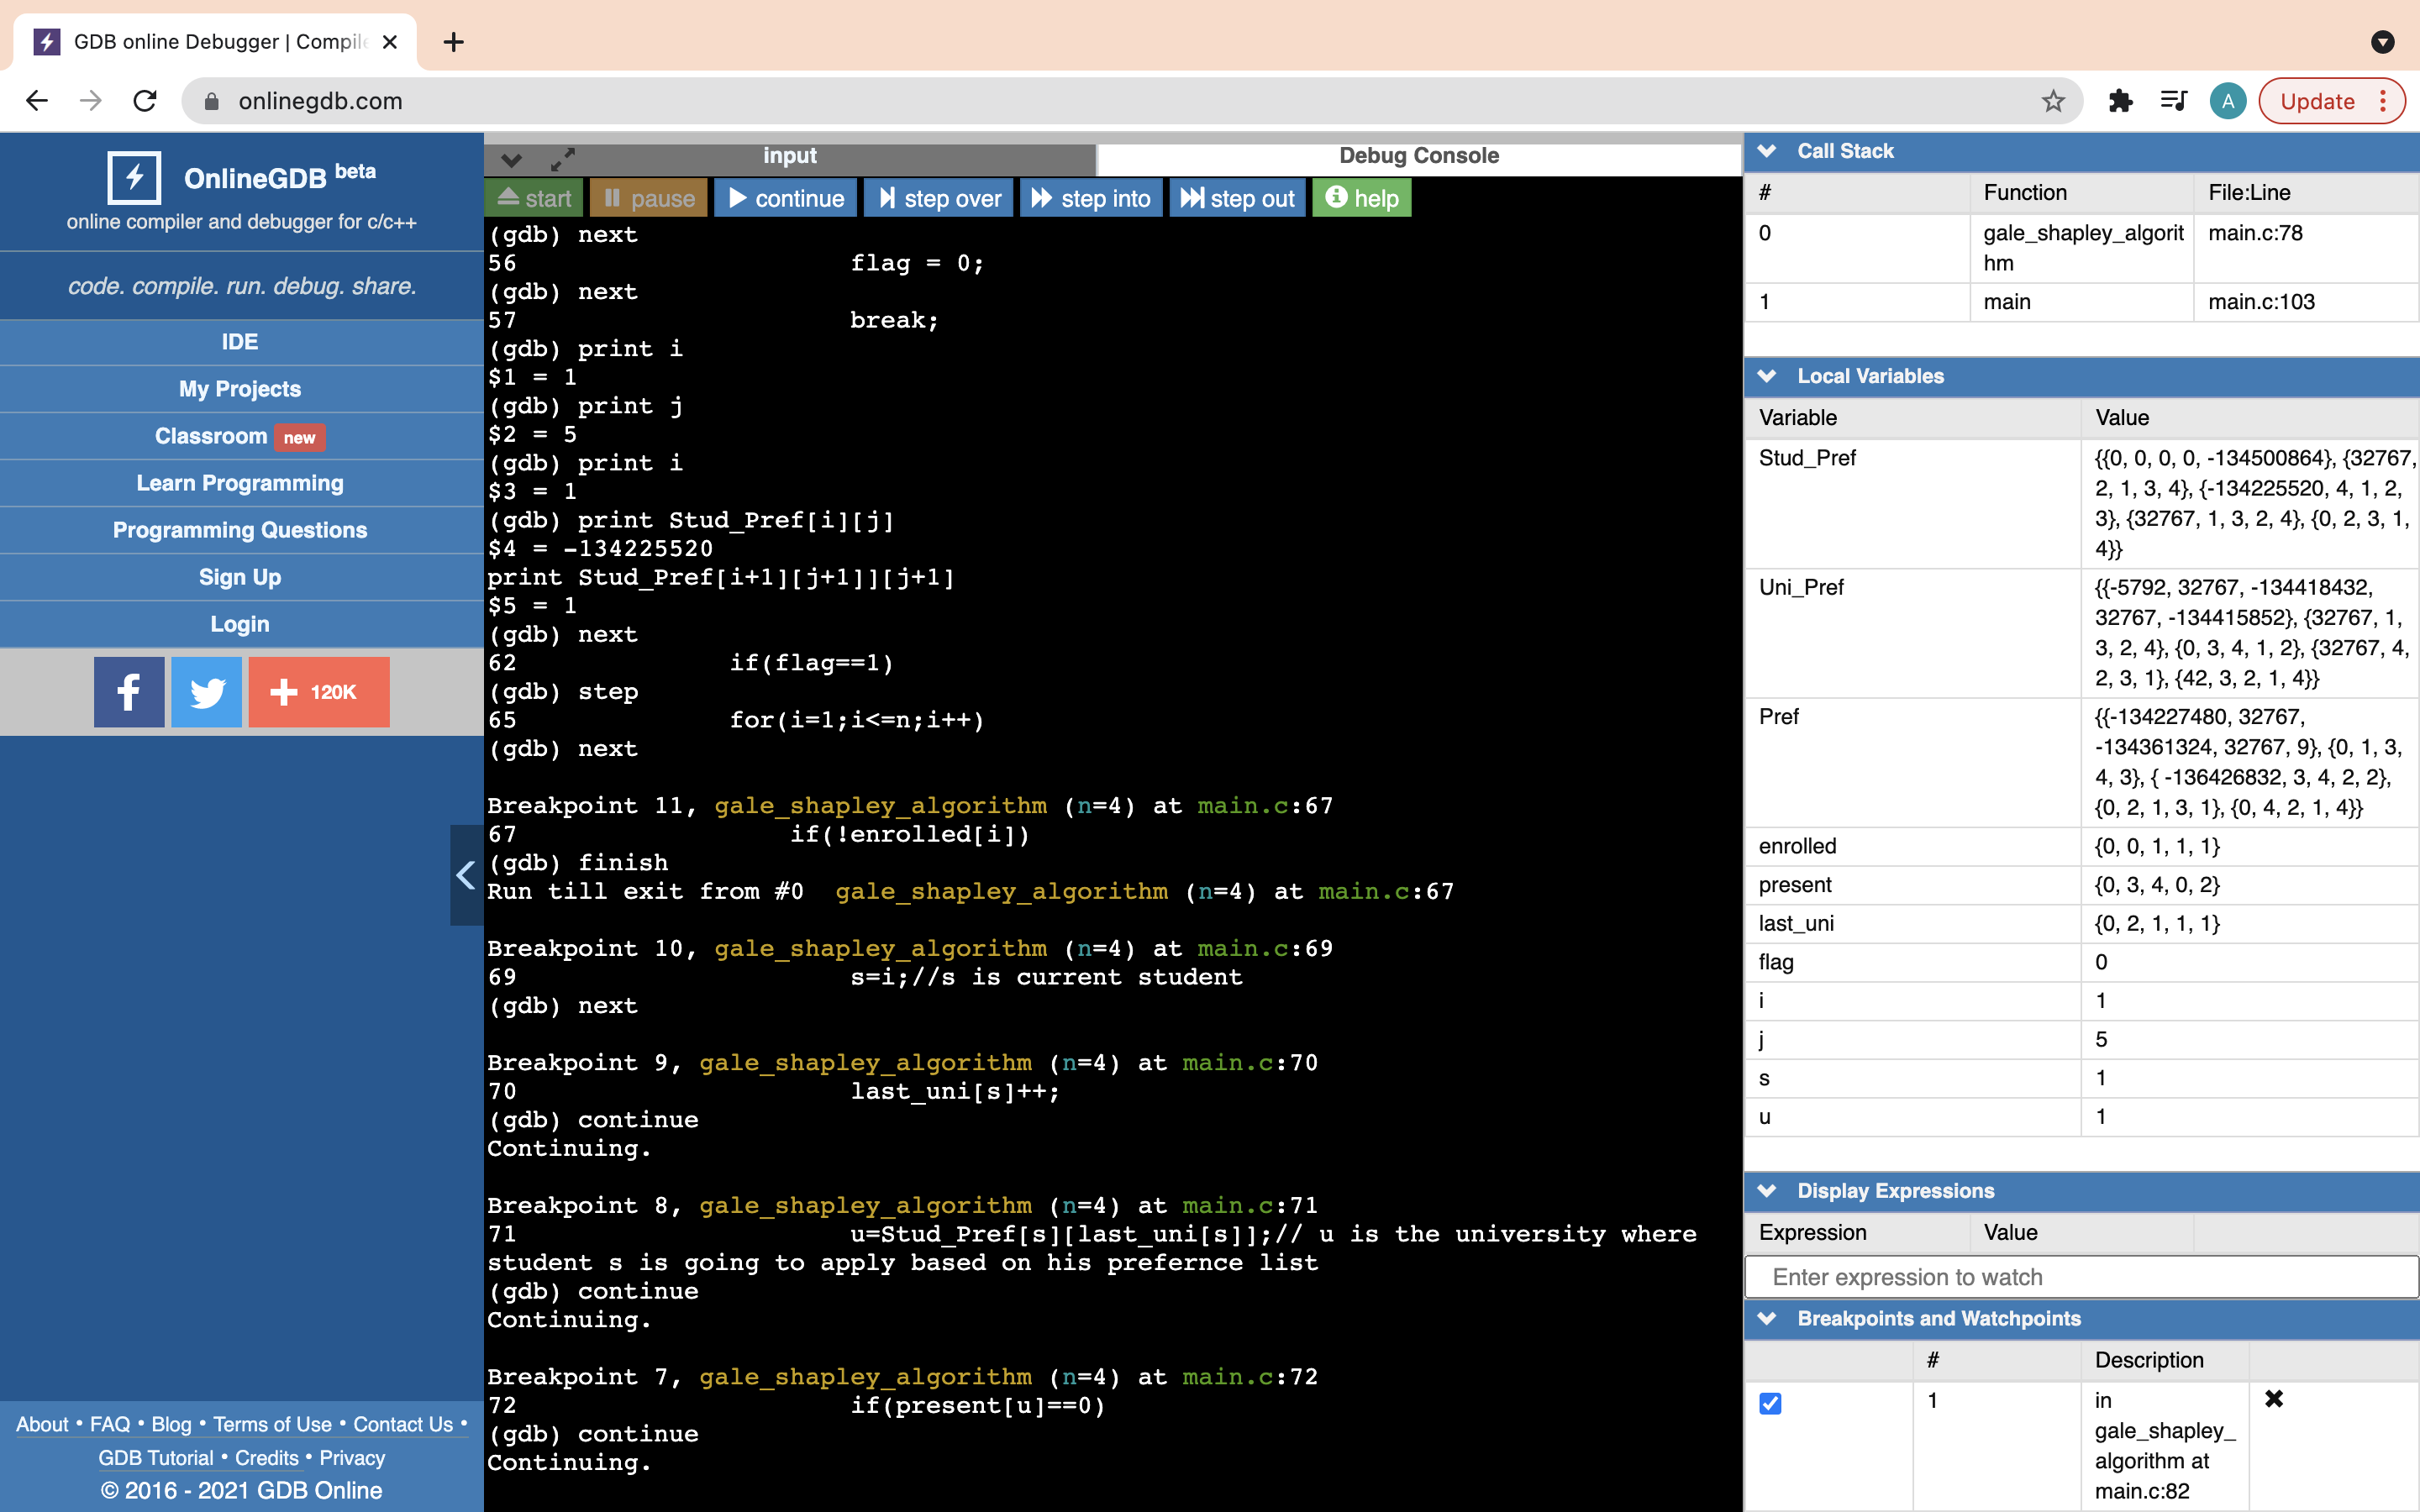 GDB online Debugger | Compile
onlinegdb.com
A
Update
OnlineGDB beta
online compiler and debugger for c/c++
code. compile. run. debug. share.
IDE
My Projects
Classroom new
Learn Programming
Programming Questions
Sign Up
Login
120K
About • FAQ • Blog • Terms of Use • Contact Us •
GDB Tutorial • Credits • Privacy
© 2016 - 2021 GDB Online
input
Debug Console
start
pause
continue
step over
step into
step out
help
(gdb) next
56 flag = 0;
(gdb) next
57 break;
(gdb) print i
$1 = 1
(gdb) print j
$2 = 5
(gdb) print i
$3 = 1
(gdb) print Stud_Pref[i][j]
$4 = -134225520
print Stud_Pref[i+1][j+1]][j+1]
$5 = 1
(gdb) next
62 if(flag==1)
(gdb) step
65 for(i=1;i<=n;i++)
(gdb) next
Breakpoint 11, gale_shapley_algorithm (n=4) at main.c:67
67 if(!enrolled[i])
(gdb) finish
Run till exit from #0 gale_shapley_algorithm (n=4) at main.c:67
Breakpoint 10, gale_shapley_algorithm (n=4) at main.c:69
69 s=i;//s is current student
(gdb) next
Breakpoint 9, gale_shapley_algorithm (n=4) at main.c:70
70 last_uni[s]++;
(gdb) continue
Continuing.
Breakpoint 8, gale_shapley_algorithm (n=4) at main.c:71
71 u=Stud_Pref[s][last_uni[s]];// u is the university where
student s is going to apply based on his prefernce list
(gdb) continue
Continuing.
Breakpoint 7, gale_shapley_algorithm (n=4) at main.c:72
72 if(present[u]==0)
(gdb) continue
Continuing.
Call Stack
# Function File:Line
0 gale_shapley_algorit main.c:78
hm
1 main main.c:103
Local Variables
Variable Value
Stud_Pref {{0, 0, 0, 0, -134500864}, {32767,
2, 1, 3, 4}, {-134225520, 4, 1, 2,
3}, {32767, 1, 3, 2, 4}, {0, 2, 3, 1,
4}}
Uni_Pref {{-5792, 32767, -134418432,
32767, -134415852}, {32767, 1,
3, 2, 4}, {0, 3, 4, 1, 2}, {32767, 4,
2, 3, 1}, {42, 3, 2, 1, 4}}
Pref {{-134227480, 32767,
-134361324, 32767, 9}, {0, 1, 3,
4, 3}, { -136426832, 3, 4, 2, 2},
{0, 2, 1, 3, 1}, {0, 4, 2, 1, 4}}
enrolled {0, 0, 1, 1, 1}
present {0, 3, 4, 0, 2}
last_uni {0, 2, 1, 1, 1}
flag 0
i 1
j 5
s 1
u 1
Display Expressions
Expression Value
Enter expression to watch
Breakpoints and Watchpoints
# Description
1 in
gale_shapley_
algorithm at
main.c:82